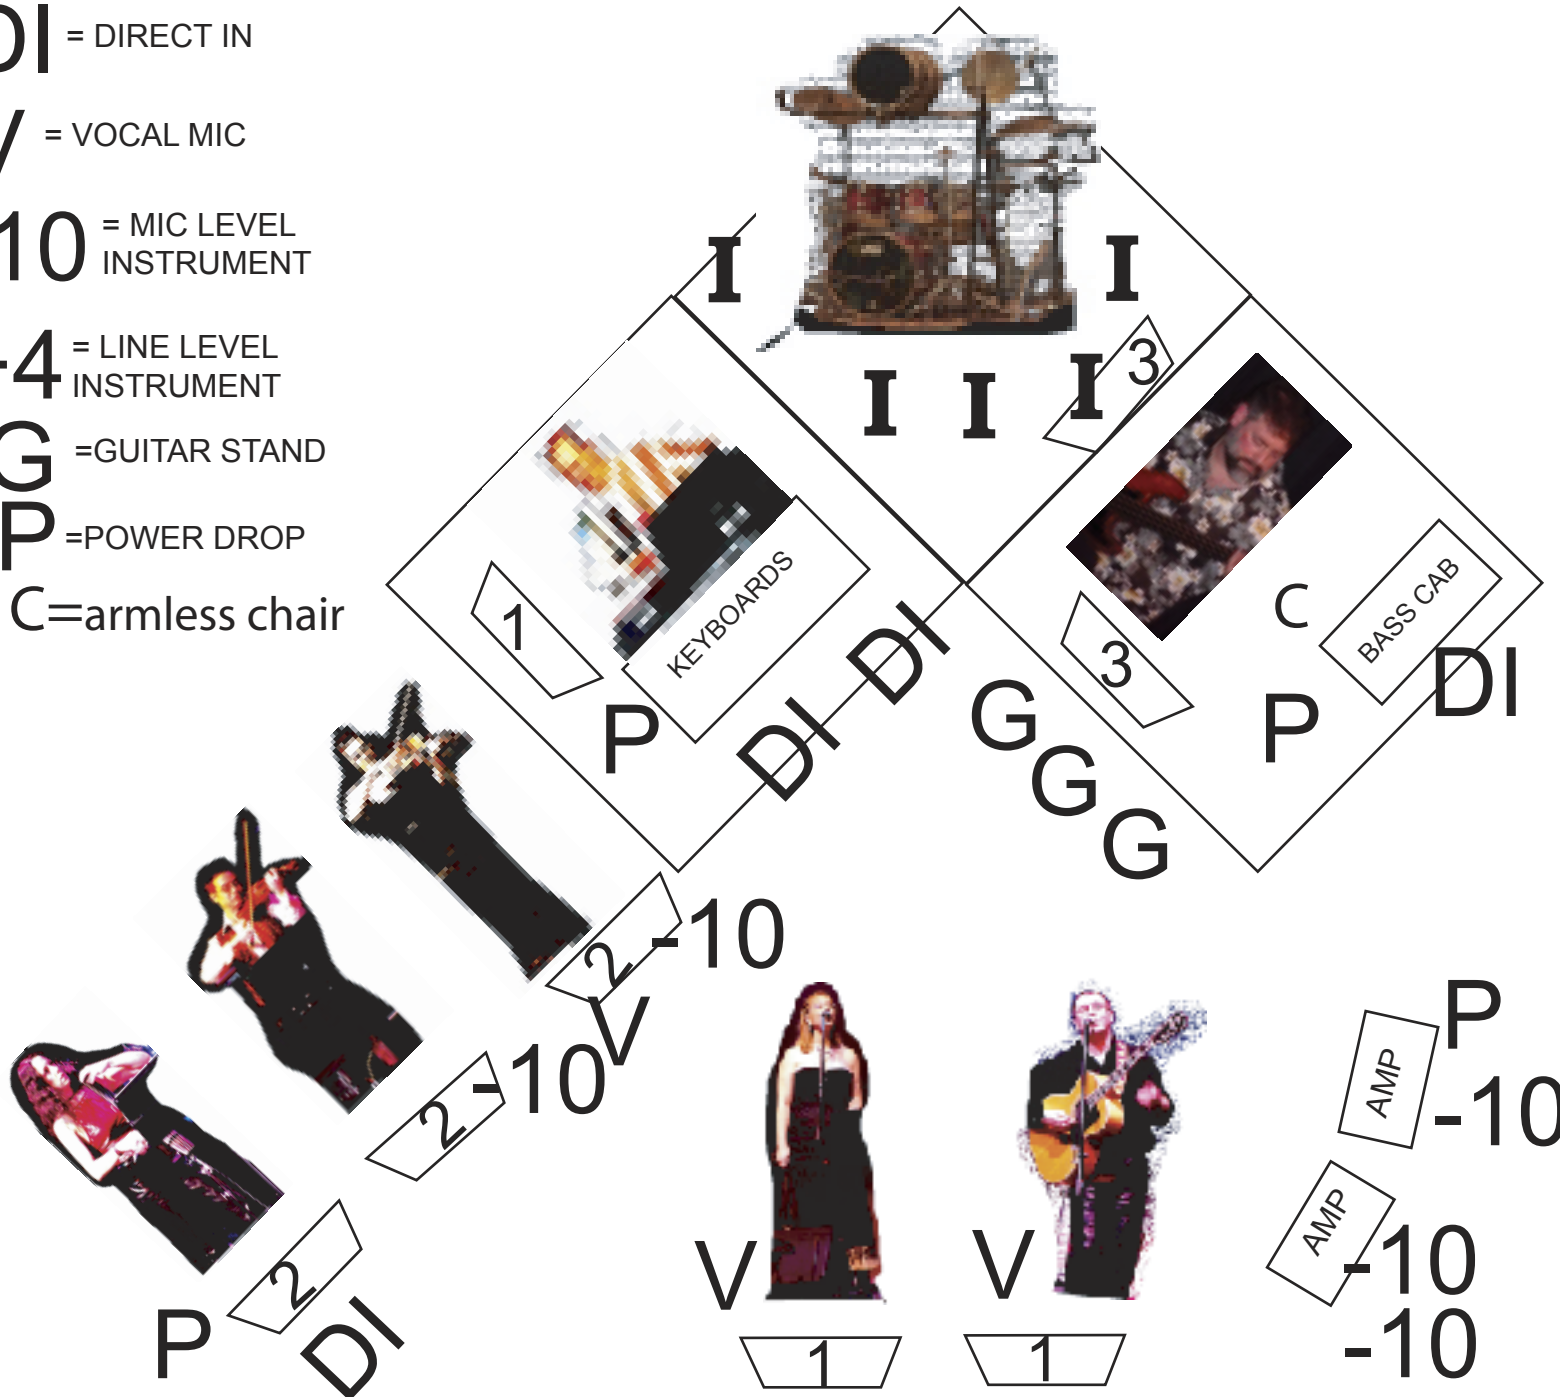 DI = DIRECT IN
V = VOCAL MIC
10 = MIC LEVEL
INSTRUMENT
+4 = LINE LEVEL
INSTRUMENT
G =GUITAR STAND
P =POWER DROP
C=armless chair
I
I
I
I
I
3
KEYBOARDS
1
P
DI
DI
3
C
BASS CAB
DI
P
G
G
G
2
-10
V
2
-10
2
P
DI
V
V
1
1
P
AMP
-10
AMP
-10
-10